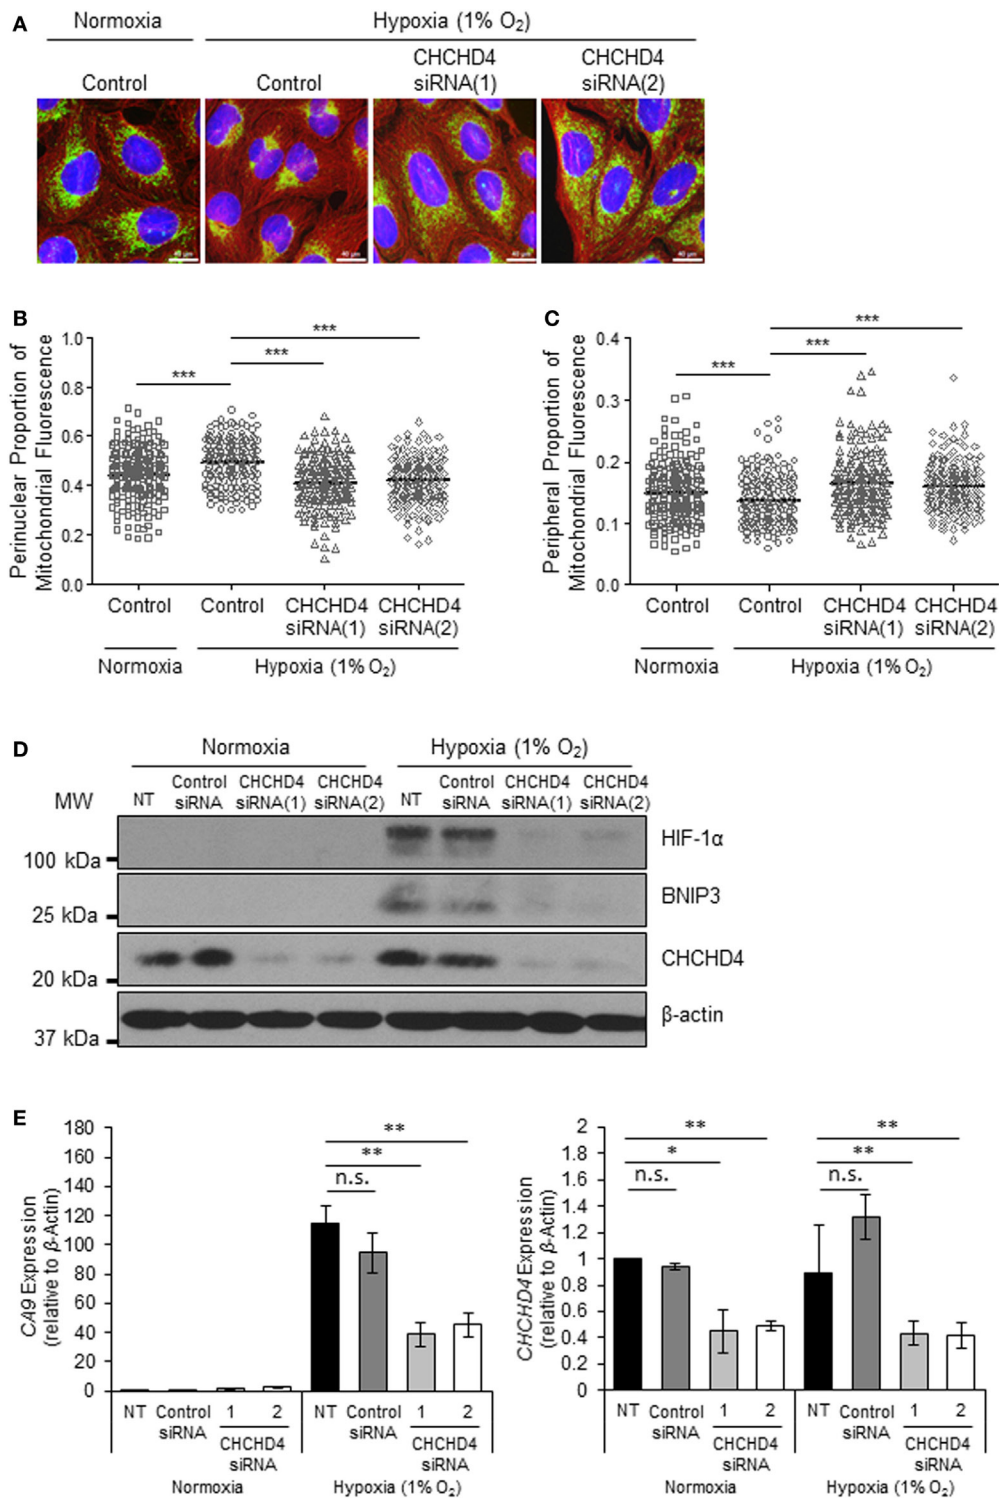 A
Normoxia
Hypoxia (1% O2)
Control
Control
CHCHD4
siRNA(1)
CHCHD4
siRNA(2)
40 µm
40 µm
40 µm
40 µm
B
Perinuclear Proportion of
Mitochondrial Fluorescence
1.0
0.8
0.6
0.4
0.2
0.0
***
***
***
Control
Control
CHCHD4
siRNA(1)
CHCHD4
siRNA(2)
Normoxia
Hypoxia (1% O2)
C
Peripheral Proportion of
Mitochondrial Fluorescence
0.4
0.3
0.2
0.1
0.0
***
***
***
Control
Control
CHCHD4
siRNA(1)
CHCHD4
siRNA(2)
Normoxia
Hypoxia (1% O2)
D
Normoxia
Hypoxia (1% O2)
MW
NT
Control
siRNA
CHCHD4
siRNA(1)
CHCHD4
siRNA(2)
NT
Control
siRNA
CHCHD4
siRNA(1)
CHCHD4
siRNA(2)
100 kDa
HIF-1α
25 kDa
BNIP3
20 kDa
CHCHD4
37 kDa
β-actin
E
CA9 Expression
(relative to β-Actin)
180
160
140
120
100
80
60
40
20
0
**
**
n.s.
NT
Control
siRNA
1
2
CHCHD4
siRNA
NT
Control
siRNA
1
2
CHCHD4
siRNA
Normoxia
Hypoxia (1% O2)
CHCHD4 Expression
(relative to β-Actin)
2
1.8
1.6
1.4
1.2
1
0.8
0.6
0.4
0.2
0
**
*
n.s.
**
**
n.s.
NT
Control
siRNA
1
2
CHCHD4
siRNA
NT
Control
siRNA
1
2
CHCHD4
siRNA
Normoxia
Hypoxia (1% O2)